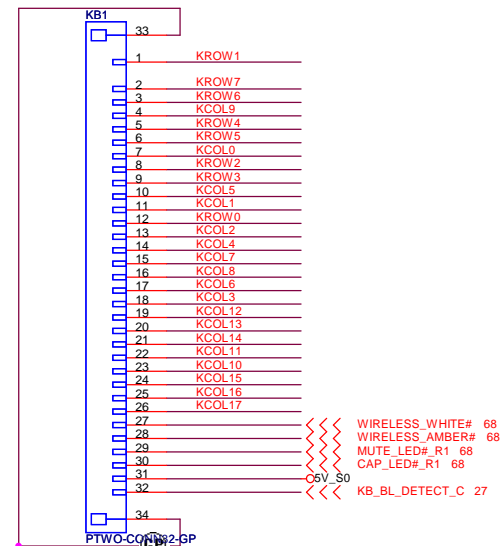 KB1
33
1 KROW1
2 KROW7
3 KROW6
4 KCOL9
5 KROW4
6 KROW5
7 KCOL0
8 KROW2
9 KROW3
10 KCOL5
11 KCOL1
12 KROW0
13 KCOL2
14 KCOL4
15 KCOL7
16 KCOL8
17 KCOL6
18 KCOL3
19 KCOL12
20 KCOL13
21 KCOL14
22 KCOL11
23 KCOL10
24 KCOL15
25 KCOL16
26 KCOL17
27 WIRELESS_WHITE# 68
28 WIRELESS_AMBER# 68
29 MUTE_LED#_R1 68
30 CAP_LED#_R1 68
31 5V_S0
32 KB_BL_DETECT_C 27
34
PTWO-CONN32-GP